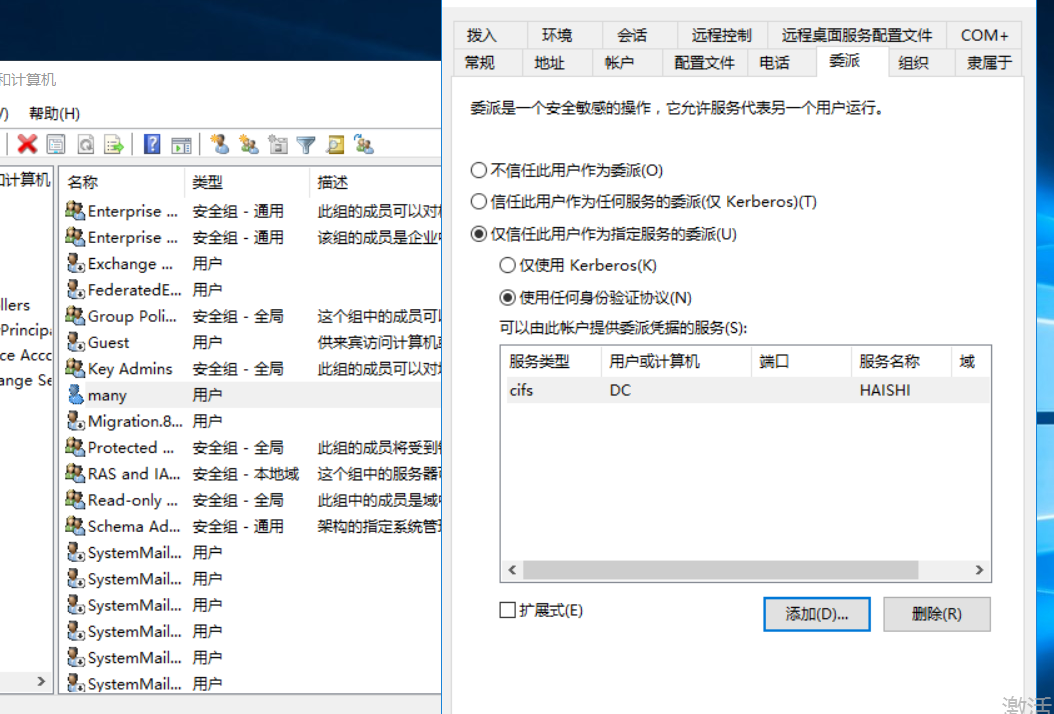 和计算机
帮助(H)
和计算机
llers
ange Se
名称 类型 描述
Enterprise ... 安全组 - 通用 此组的成员可以对
Enterprise ... 安全组 - 通用 该组的成员是企业
Exchange ... 用户
FederatedE... 用户
Group Poli... 安全组 - 全局 这个组中的成员可
Guest 用户 供来宾访问计算机
Key Admins 安全组 - 全局 此组的成员可以对
many 用户
Migration.8... 用户
Protected ... 安全组 - 全局 此组的成员将受到
RAS and IA... 安全组 - 本地域 这个组中的服务器
Read-only ... 安全组 - 全局 此组中的成员是域
Schema Ad... 安全组 - 通用 架构的指定系统管
SystemMail... 用户
SystemMail... 用户
SystemMail... 用户
SystemMail... 用户
SystemMail... 用户
SystemMail... 用户
拨入 环境 会话 远程控制 远程桌面服务配置文件 COM+
常规 地址 帐户 配置文件 电话 委派 组织 隶属于
委派是一个安全敏感的操作，它允许服务代表另一个用户运行。
不信任此用户作为委派(O)
信任此用户作为任何服务的委派(仅 Kerberos)(T)
仅信任此用户作为指定服务的委派(U)
仅使用 Kerberos(K)
使用任何身份验证协议(N)
可以由此帐户提供委派凭据的服务(S):
服务类型 用户或计算机 端口 服务名称 域
cifs DC HAISHI
扩展式(E)
添加(D)... 删除(R)
激活